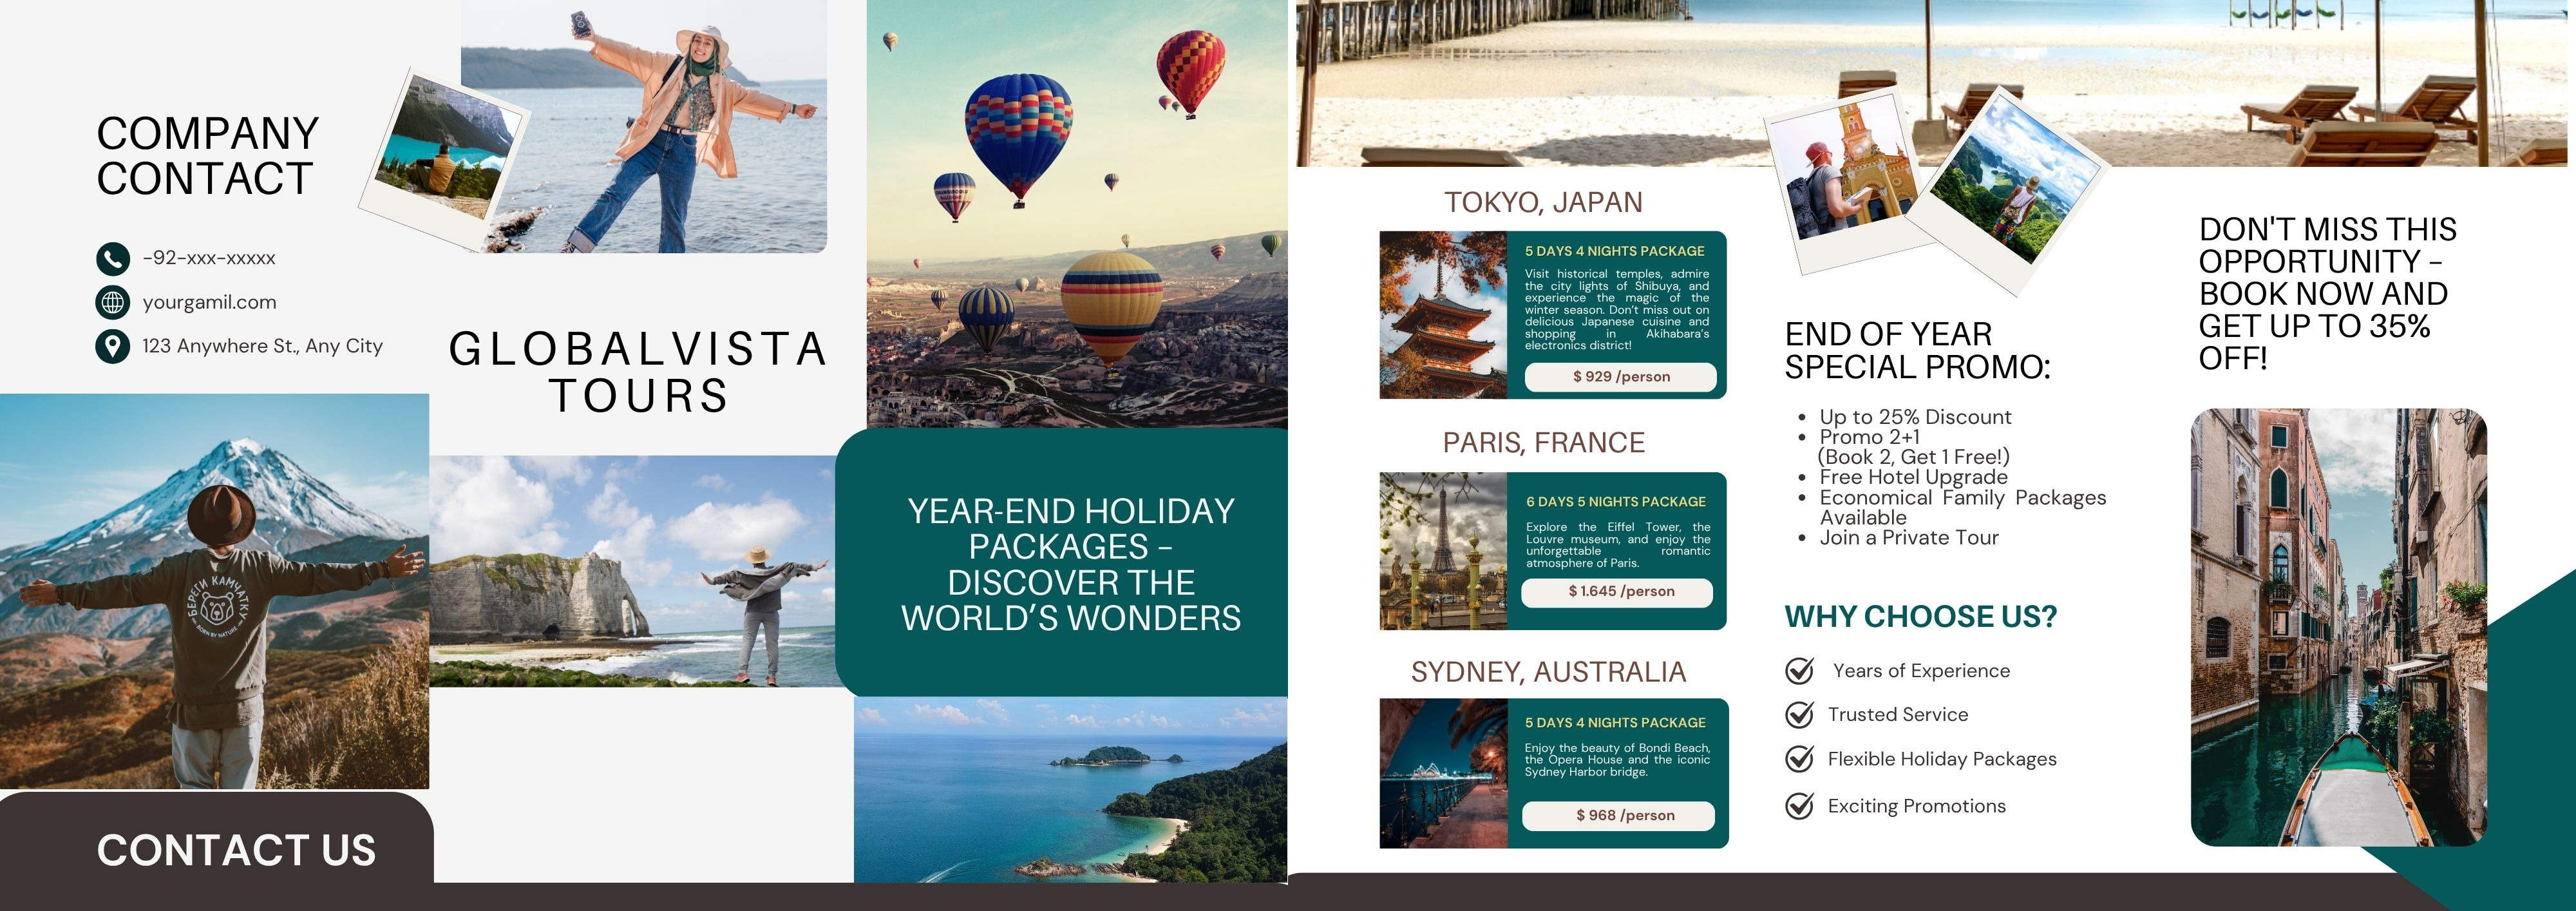 COMPANY
CONTACT
-92-xxx-xxxxx
yourgamil.com
123 Anywhere St., Any City
БЕРЕГИ КАМЧАТКУ
BORN BY NATURE
CONTACT US
GLOBALVISTA
TOURS
YEAR-END HOLIDAY
PACKAGES –
DISCOVER THE
WORLD’S WONDERS
TOKYO, JAPAN
5 DAYS 4 NIGHTS PACKAGE
Visit historical temples, admire
the city lights of Shibuya, and
experience the magic of the
winter season. Don’t miss out on
delicious Japanese cuisine and
shopping in Akihabara’s
electronics district!
$ 929 /person
PARIS, FRANCE
6 DAYS 5 NIGHTS PACKAGE
Explore the Eiffel Tower, the
Louvre museum, and enjoy the
unforgettable romantic
atmosphere of Paris.
$ 1.645 /person
SYDNEY, AUSTRALIA
5 DAYS 4 NIGHTS PACKAGE
Enjoy the beauty of Bondi Beach,
the Opera House and the iconic
Sydney Harbor bridge.
$ 968 /person
END OF YEAR
SPECIAL PROMO:
• Up to 25% Discount
• Promo 2+1
(Book 2, Get 1 Free!)
• Free Hotel Upgrade
• Economical Family Packages
Available
• Join a Private Tour
WHY CHOOSE US?
Years of Experience
Trusted Service
Flexible Holiday Packages
Exciting Promotions
DON'T MISS THIS
OPPORTUNITY –
BOOK NOW AND
GET UP TO 35%
OFF!